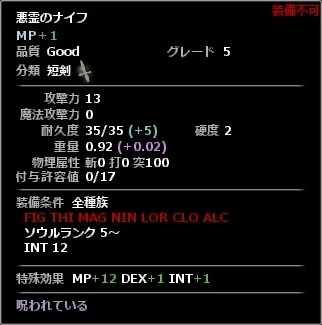 装備不可
悪霊のナイフ
MP+1
品質 Good グレード 5
分類 短剣
攻撃力 13
魔法攻撃力 0
耐久度 35/35 (+5) 硬度 2
重量 0.92 (+0.02)
物理属性 斬0 打0 突100
付与許容値 0/17
装備条件 全種族
FIG THI MAG NIN LOR CLO ALC
ソウルランク 5～
INT 12
特殊効果 MP+12 DEX+1 INT+1
呪われている